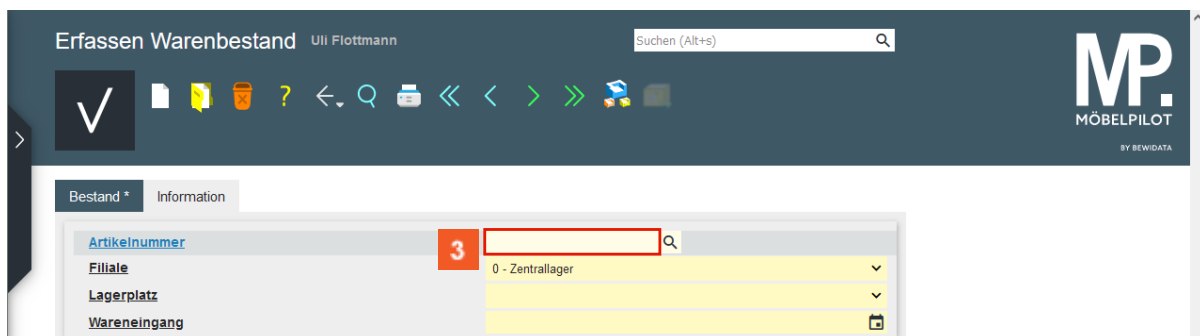 Erfassen Warenbestand Uli Flottmann
Suchen (Alt+s)
MP.
MÖBELPILOT
BY BEWIDATA
Bestand * Information
Artikelnummer 3
Filiale 0 - Zentrallager
Lagerplatz
Wareneingang